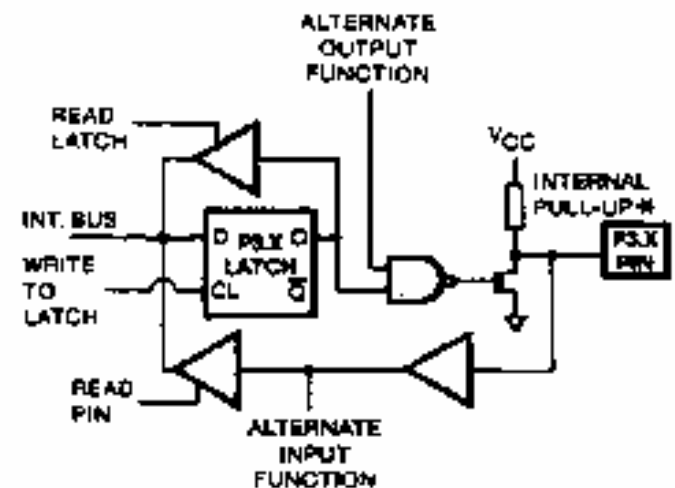 ALTERNATE
OUTPUT
FUNCTION
READ
LATCH
VCC
INTERNAL
PULL-UP*
INT. BUS
D P3.X Q
LATCH
P3.X
PIN
WRITE
TO
LATCH
CL Q
READ
PIN
ALTERNATE
INPUT
FUNCTION